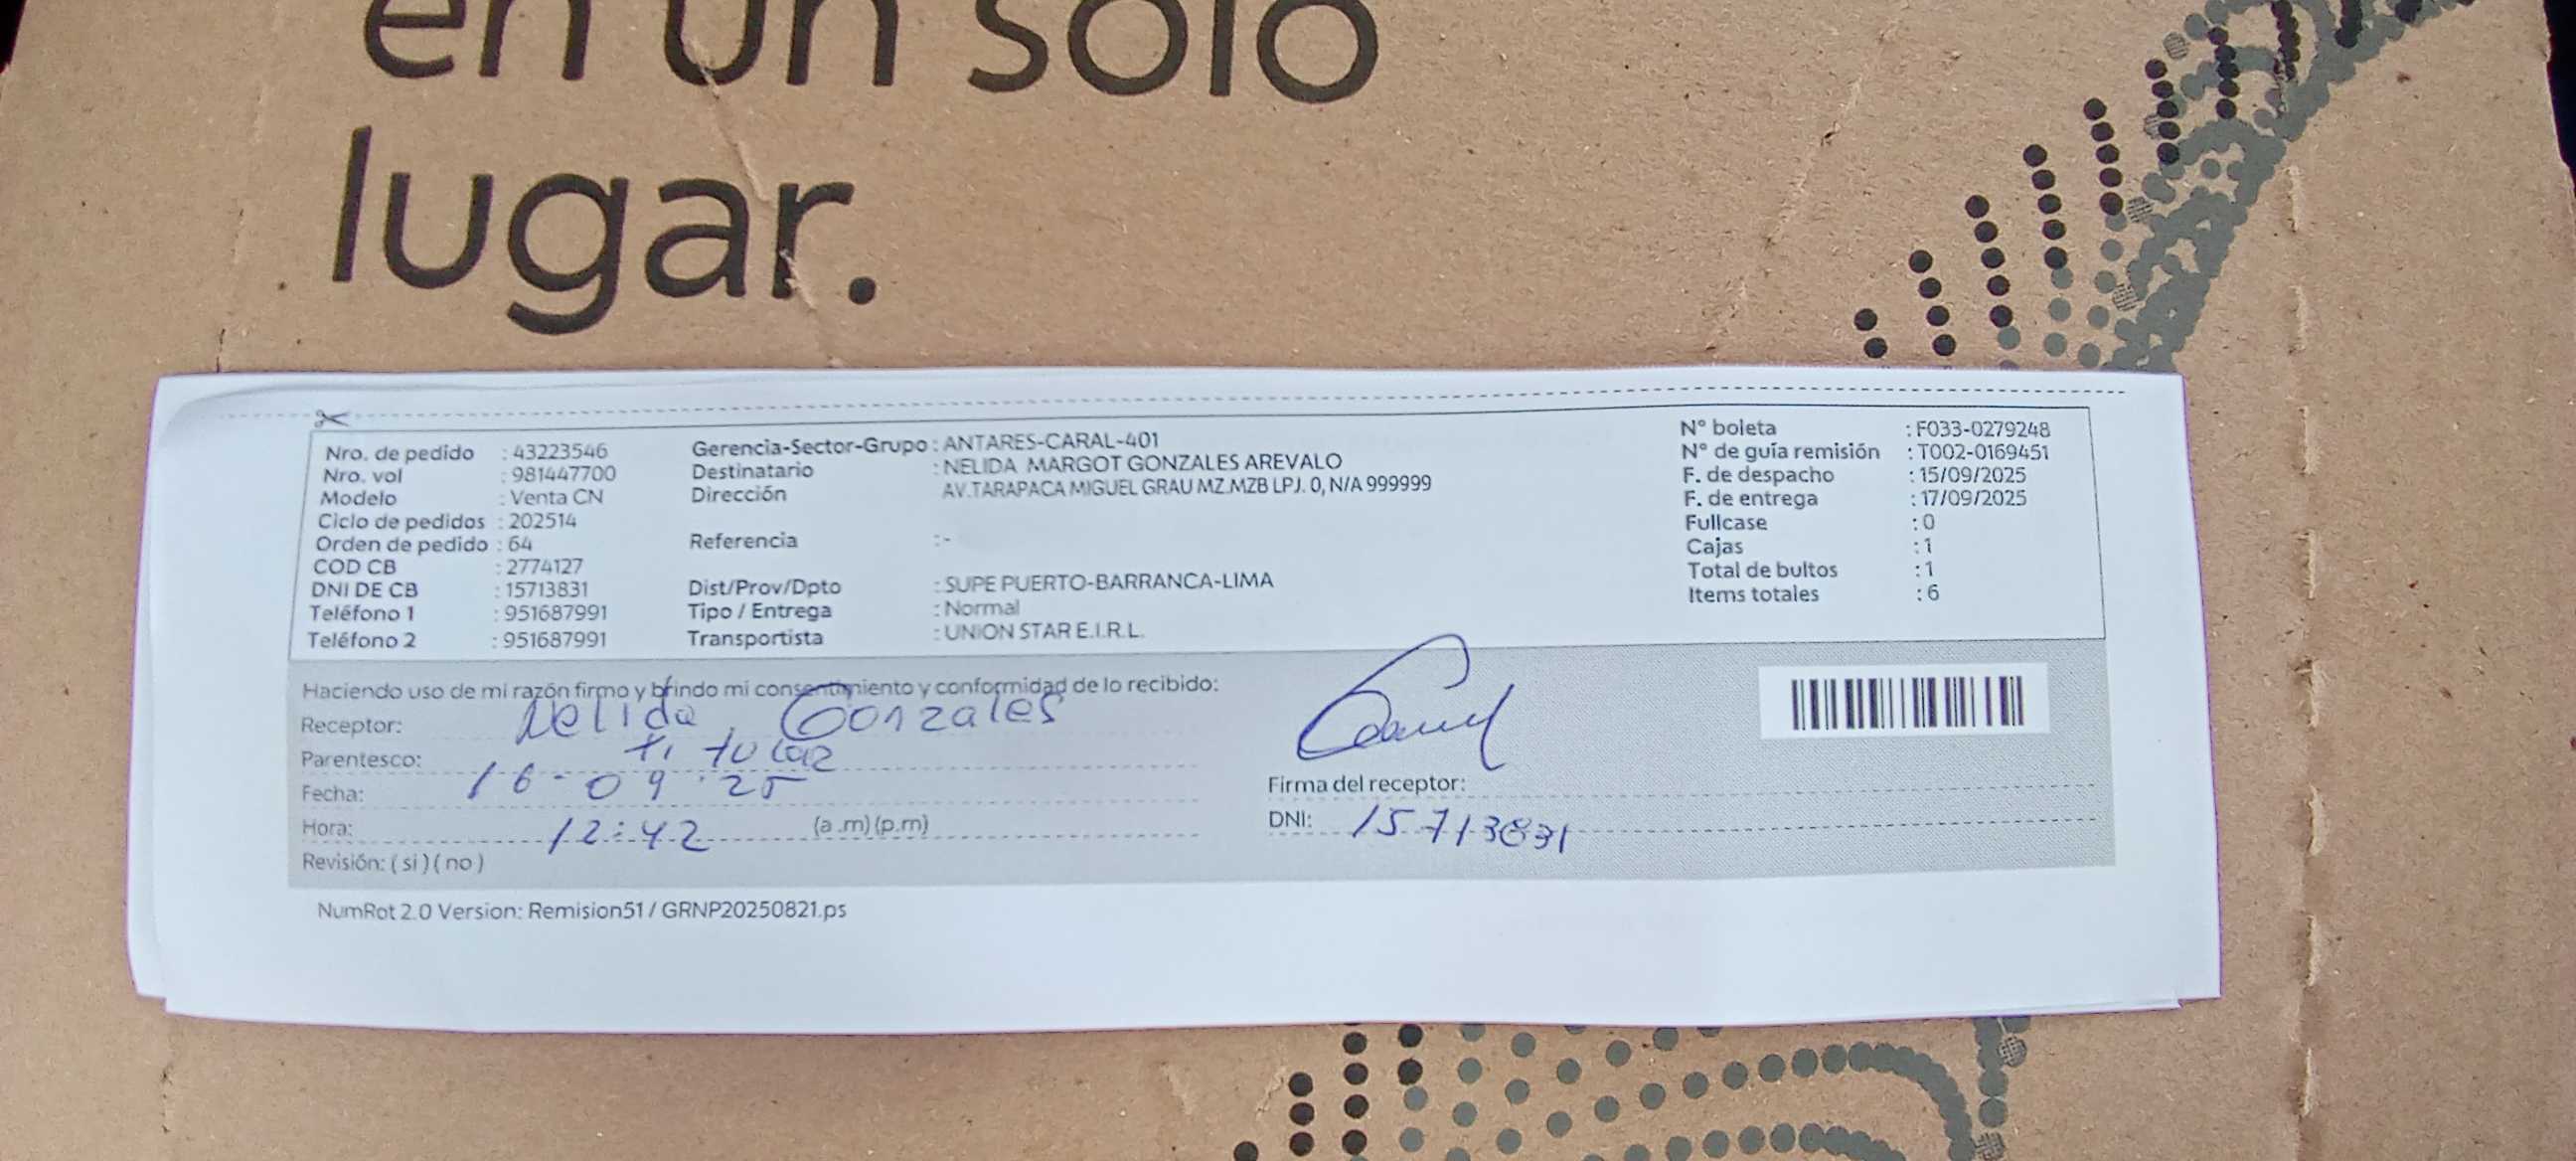 en un solo
lugar.
Nro. de pedido : 43223546
Nro. vol : 981447700
Modelo : Venta CN
Ciclo de pedidos : 202514
Orden de pedido : 64
COD CB : 2774127
DNI DE CB : 15713831
Teléfono 1 : 951687991
Teléfono 2 : 951687991
Gerencia-Sector-Grupo : ANTARES-CARAL-401
Destinatario : NELIDA MARGOT GONZALES AREVALO
Dirección AV.TARAPACA MIGUEL GRAU MZ.MZB LPJ. 0, N/A 999999
Referencia : -
Dist/Prov/Dpto : SUPE PUERTO-BARRANCA-LIMA
Tipo / Entrega : Normal
Transportista : UNION STAR E.I.R.L.
N° boleta : F033-0279248
N° de guía remisión : T002-0169451
F. de despacho : 15/09/2025
F. de entrega : 17/09/2025
Fullcase : 0
Cajas : 1
Total de bultos : 1
Items totales : 6
Haciendo uso de mi razón firmo y brindo mi consentimiento y conformidad de lo recibido:
Receptor: Nelida Gonzales
Parentesco: titular
Fecha: 16-09-25
Hora: 12:42 (a .m) (p.m)
Revisión: ( si ) ( no )
Firma del receptor:
DNI: 15713831
NumRot 2.0 Version: Remision51 / GRNP20250821.ps